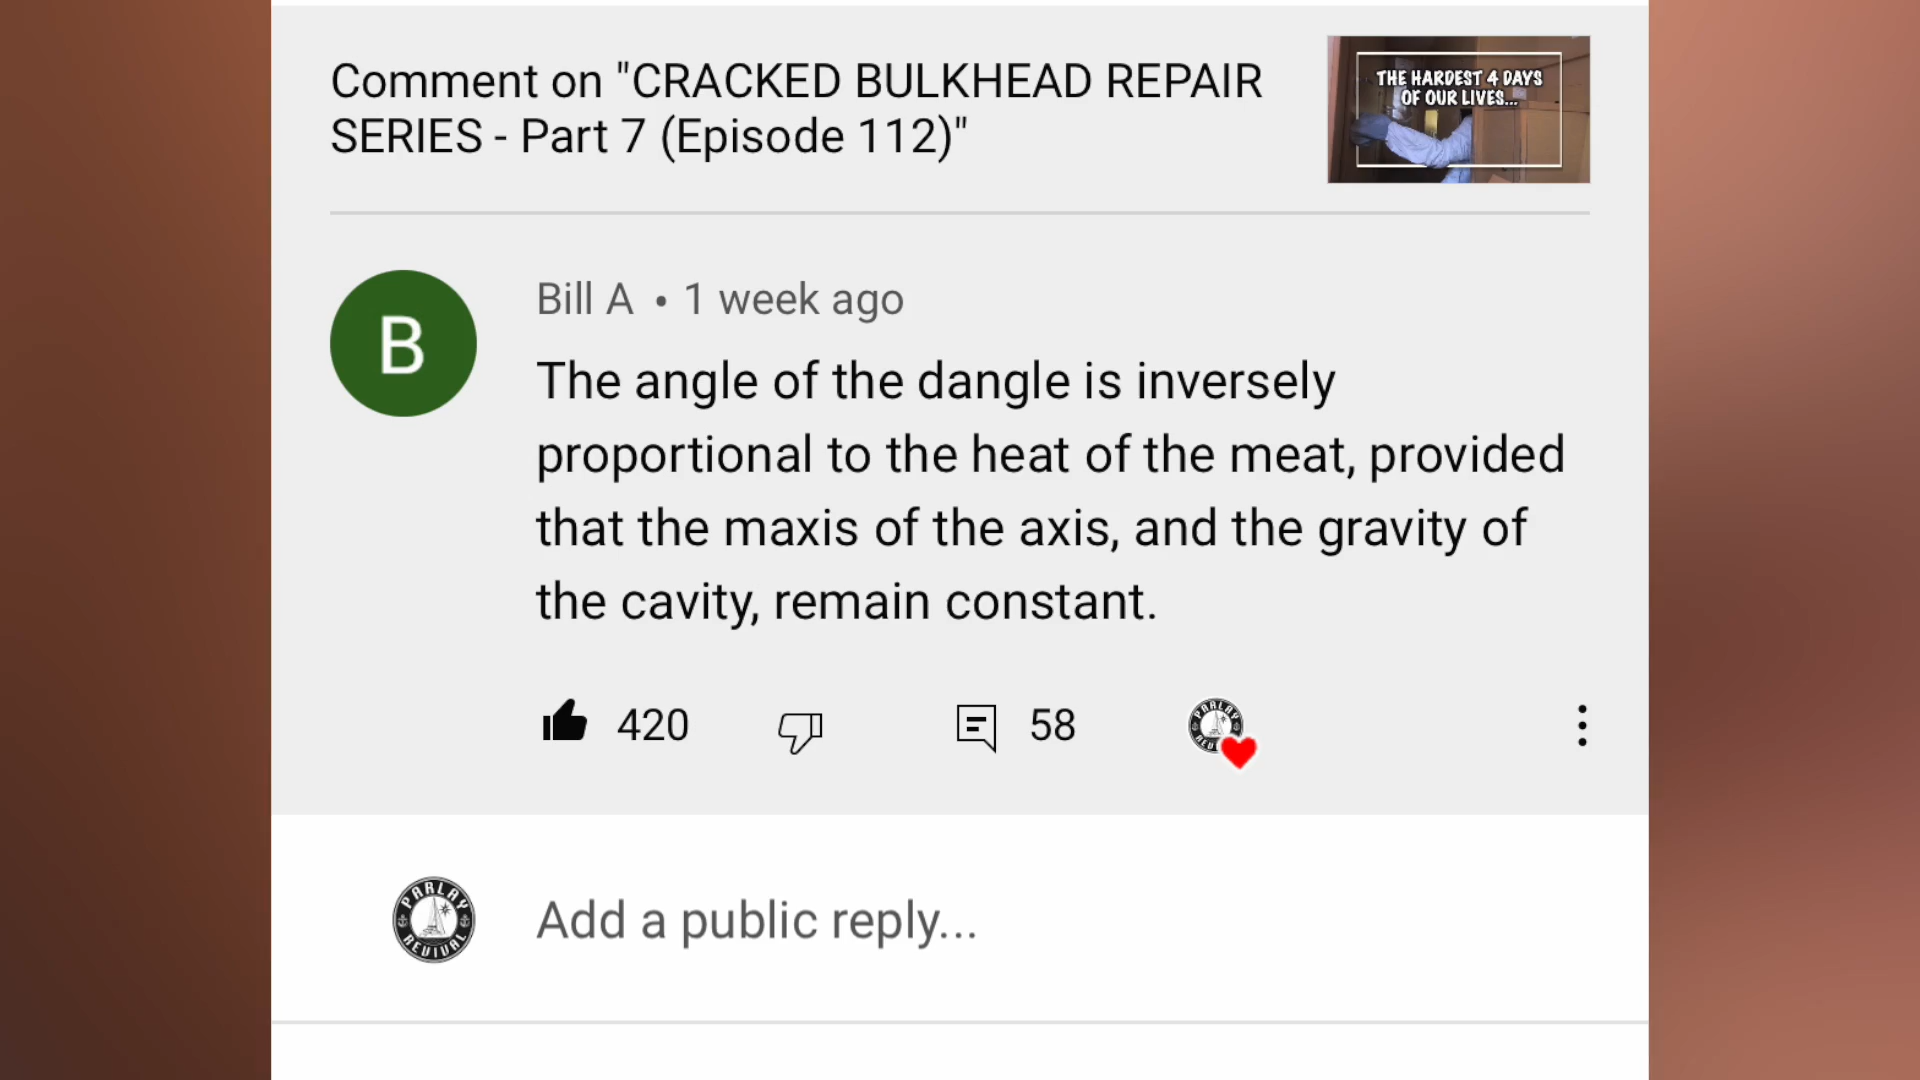 Comment on "CRACKED BULKHEAD REPAIR
SERIES - Part 7 (Episode 112)"
THE HARDEST 4 DAYS
OF OUR LIVES...
B
Bill A • 1 week ago
The angle of the dangle is inversely
proportional to the heat of the meat, provided
that the maxis of the axis, and the gravity of
the cavity, remain constant.
420
58
PARLAY
REVIVAL
Add a public reply...